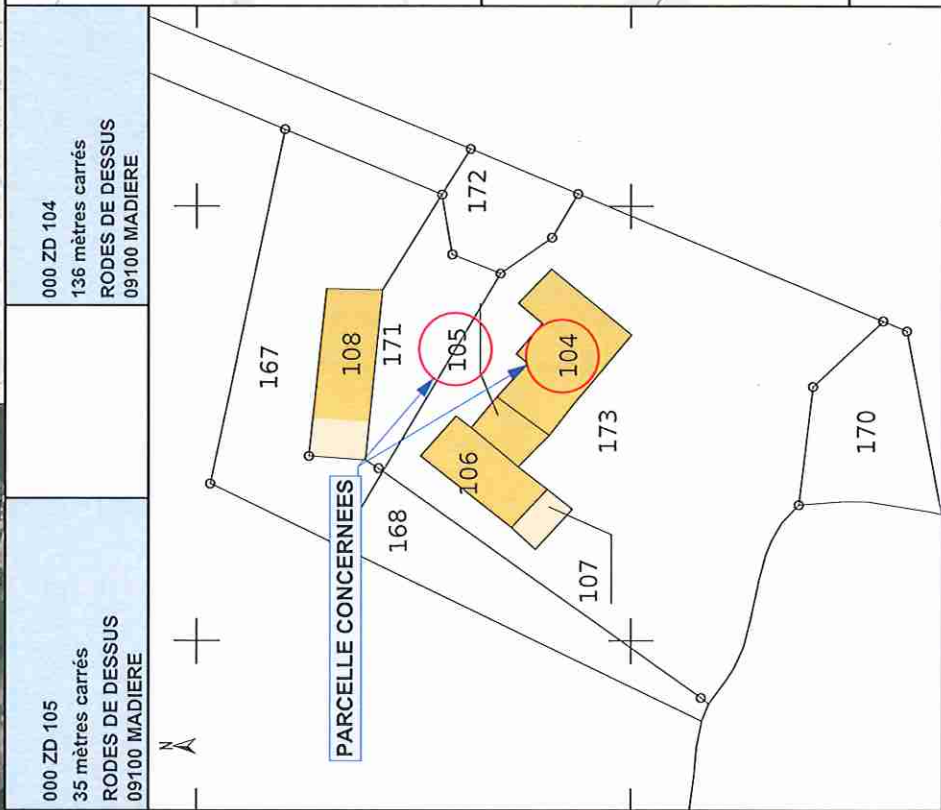 000 ZD 105
35 mètres carrés
RODES DE DESSUS
09100 MADIERE
000 ZD 104
136 mètres carrés
RODES DE DESSUS
09100 MADIERE
N
167
108
171
172
105
104
168
106
173
107
170
PARCELLE CONCERNEES